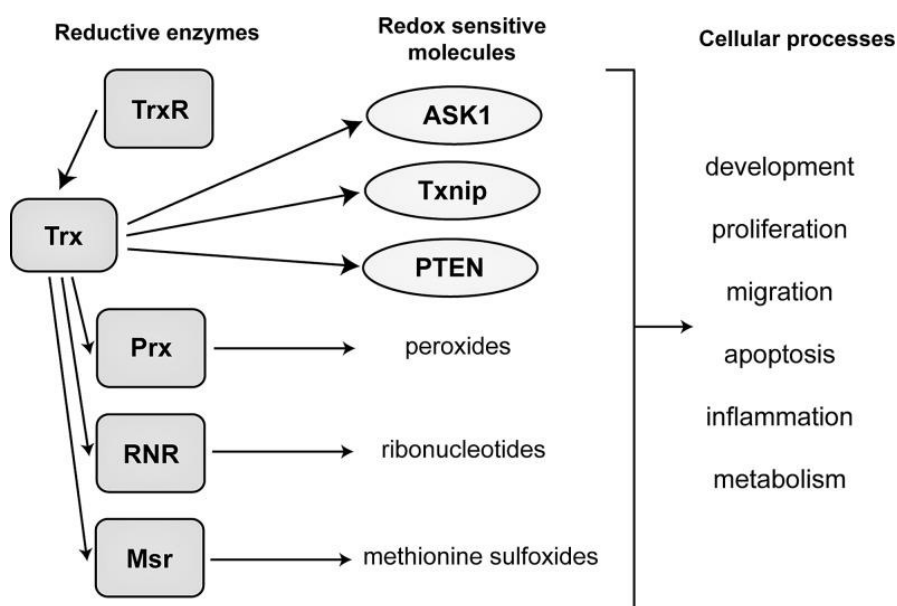 Reductive enzymes
Redox sensitive
molecules
Cellular processes
TrxR
Trx
Prx
RNR
Msr
ASK1
Txnip
PTEN
peroxides
ribonucleotides
methionine sulfoxides
development
proliferation
migration
apoptosis
inflammation
metabolism